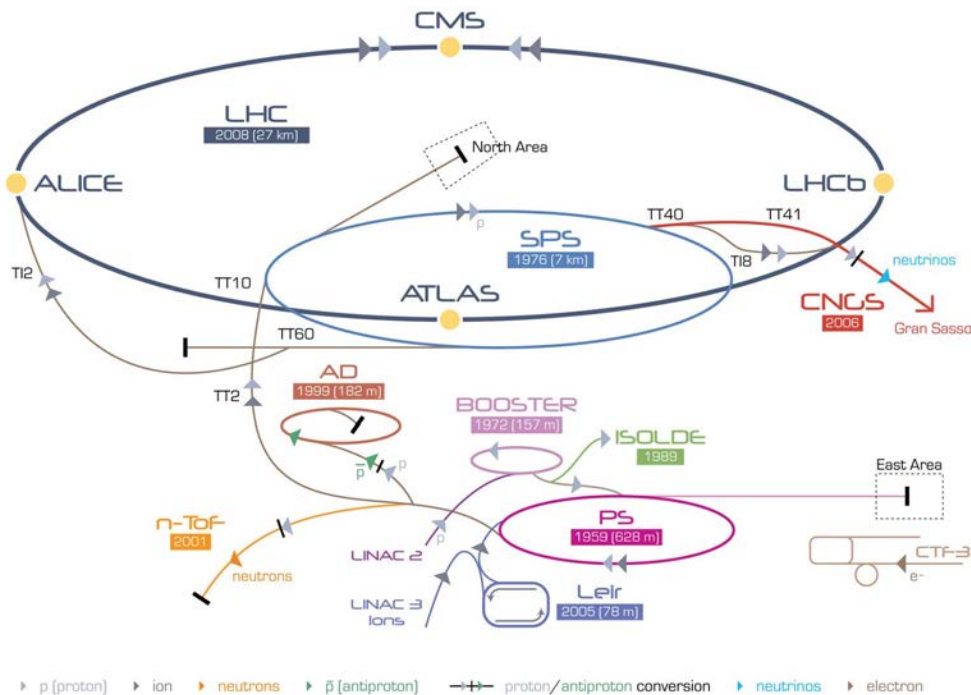 CMS
LHC
2008 (27 km)
North Area
ALICE
LHCb
TT40
TT41
SPS
1976 (7 km)
TI8
neutrinos
TI2
TT10
ATLAS
CNGS
2006
Gran Sasso
TT60
AD
1999 (182 m)
TT2
BOOSTER
1972 (157 m)
ISOLDE
1989
p
p̄
p
East Area
n-ToF
2001
LINAC 2
p
PS
1959 (628 m)
neutrons
CTF-3
e-
LINAC 3
Ions
Leir
2005 (78 m)
p (proton)
ion
neutrons
p̄ (antiproton)
proton/antiproton conversion
neutrinos
electron